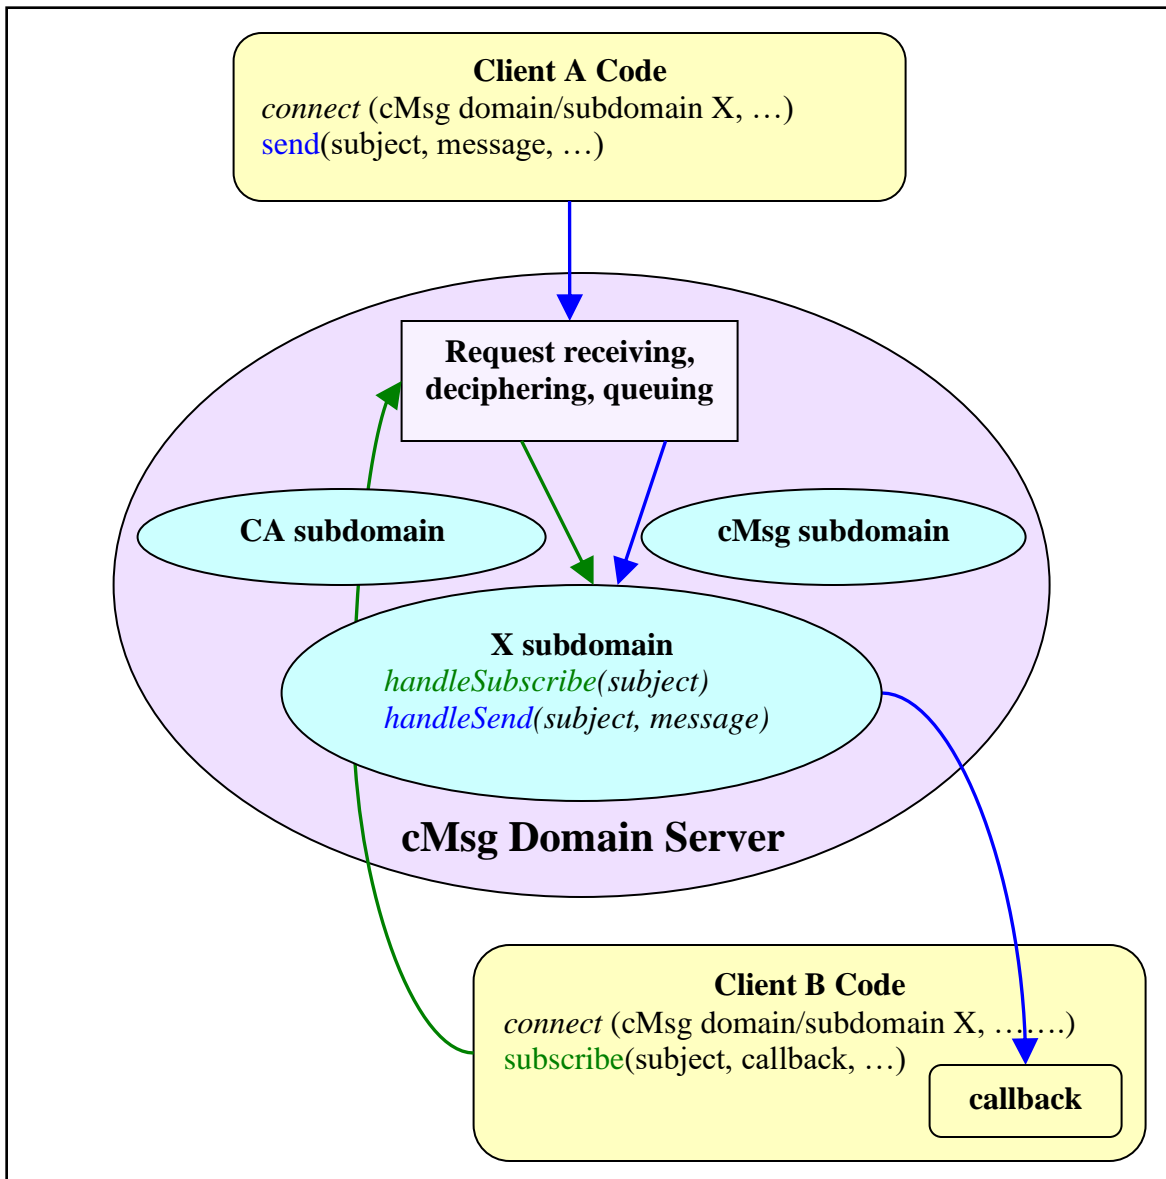 Client A Code
connect (cMsg domain/subdomain X, …)
send(subject, message, …)
Request receiving,
deciphering, queuing
CA subdomain
cMsg subdomain
X subdomain
handleSubscribe(subject)
handleSend(subject, message)
cMsg Domain Server
Client B Code
connect (cMsg domain/subdomain X, …….)
subscribe(subject, callback, …)
callback